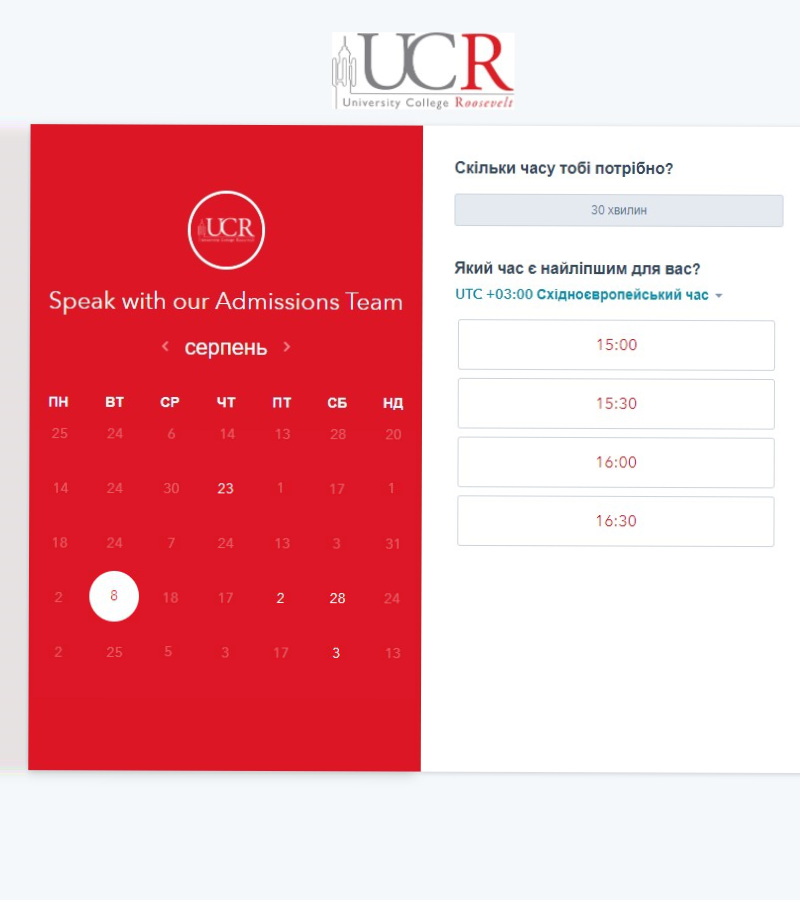 UCR
University College Roosevelt
UCR
Speak with our Admissions Team
серпень
ПН ВТ СР ЧТ ПТ СБ НД
25 24 6 14 13 28 20
14 24 30 23 1 17 1
18 24 7 24 13 3 31
2 8 18 17 2 28 24
2 25 5 3 17 3 13
Скільки часу тобі потрібно?
30 хвилин
Який час є найліпшим для вас?
UTC +03:00 Східноєвропейський час
15:00
15:30
16:00
16:30